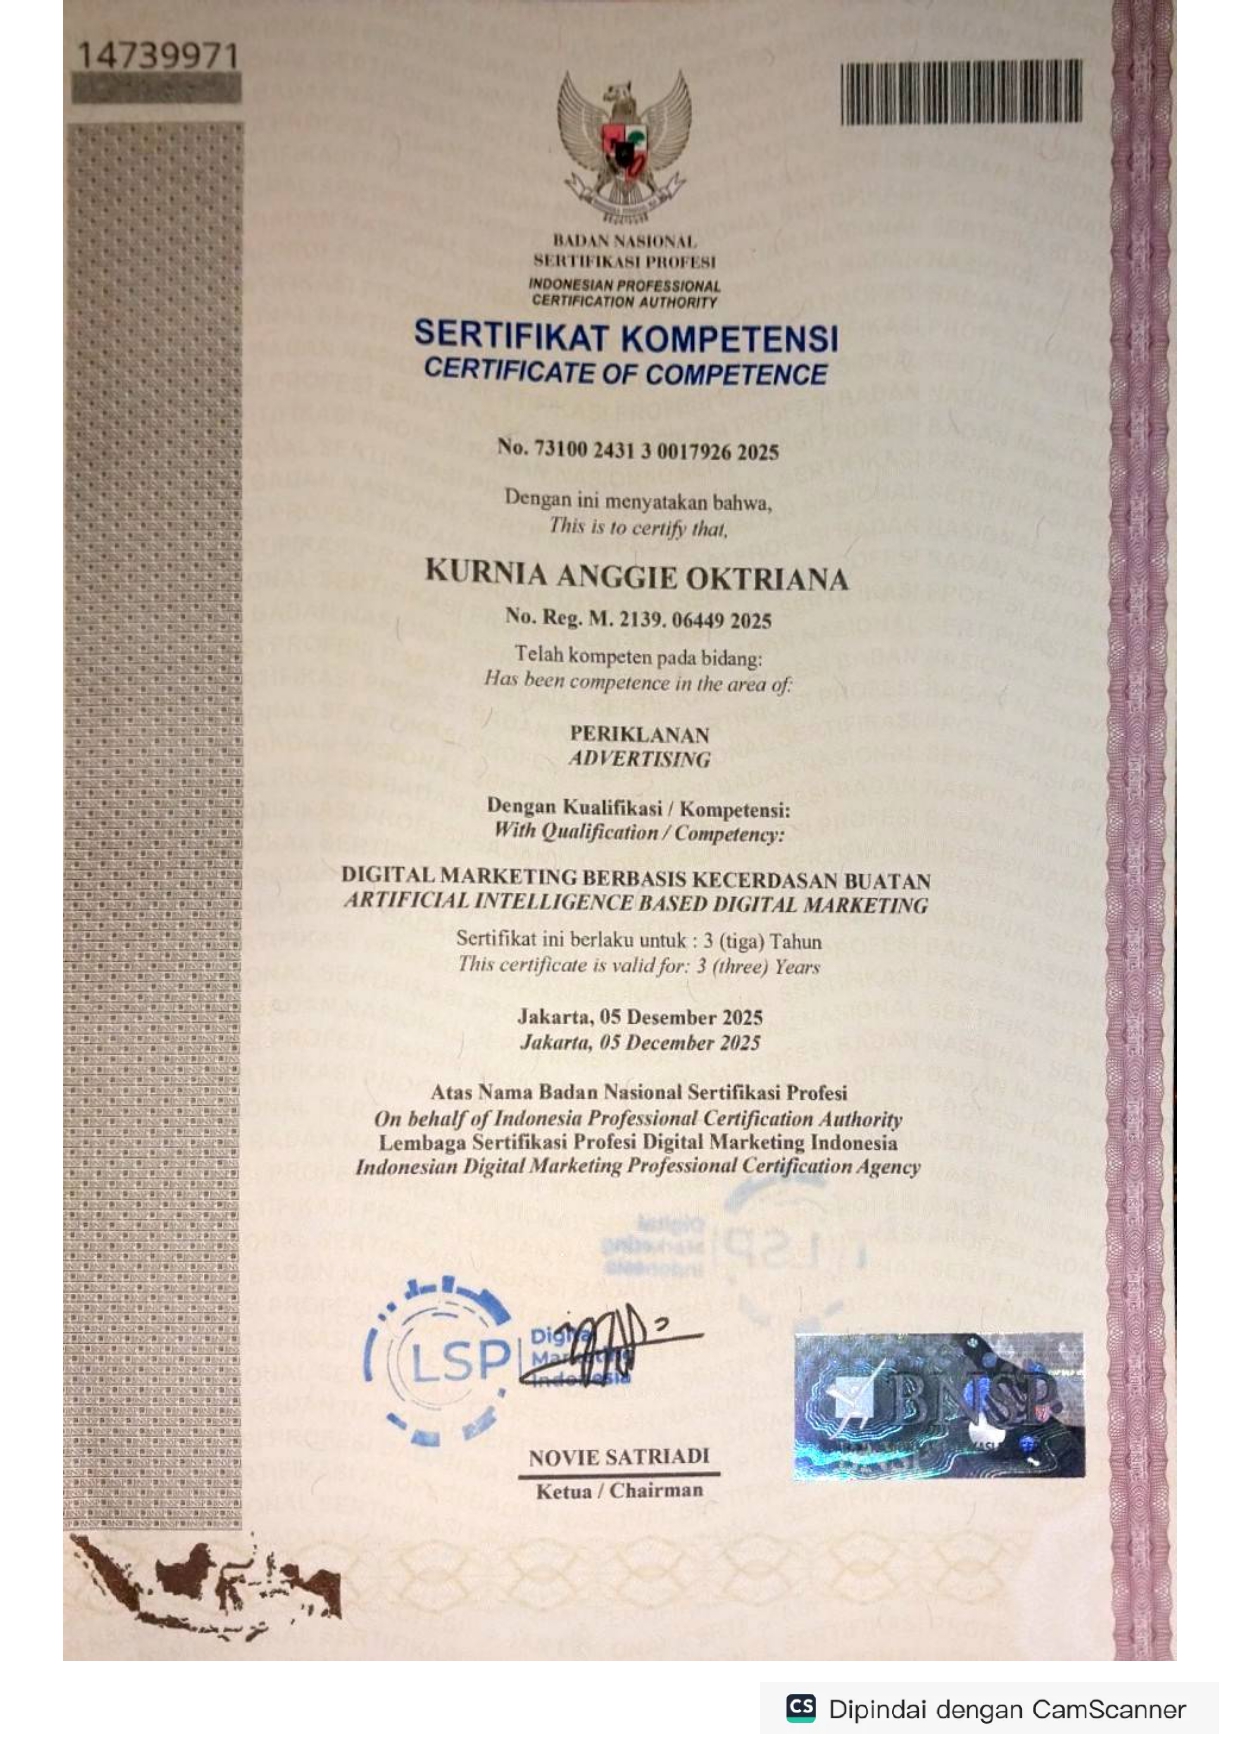 14739971
BADAN NASIONAL
SERTIFIKASI PROFESI
INDONESIAN PROFESSIONAL
CERTIFICATION AUTHORITY
SERTIFIKAT KOMPETENSI
CERTIFICATE OF COMPETENCE
No. 73100 2431 3 0017926 2025
Dengan ini menyatakan bahwa,
This is to certify that,
KURNIA ANGGIE OKTRIANA
No. Reg. M. 2139. 06449 2025
Telah kompeten pada bidang:
Has been competence in the area of:
PERIKLANAN
ADVERTISING
Dengan Kualifikasi / Kompetensi:
With Qualification / Competency:
DIGITAL MARKETING BERBASIS KECERDASAN BUATAN
ARTIFICIAL INTELLIGENCE BASED DIGITAL MARKETING
Sertifikat ini berlaku untuk : 3 (tiga) Tahun
This certificate is valid for: 3 (three) Years
Jakarta, 05 Desember 2025
Jakarta, 05 December 2025
Atas Nama Badan Nasional Sertifikasi Profesi
On behalf of Indonesia Professional Certification Authority
Lembaga Sertifikasi Profesi Digital Marketing Indonesia
Indonesian Digital Marketing Professional Certification Agency
LSP
Digital
Marketing
Indonesia
BNSP
NOVIE SATRIADI
Ketua / Chairman
CS Dipindai dengan CamScanner